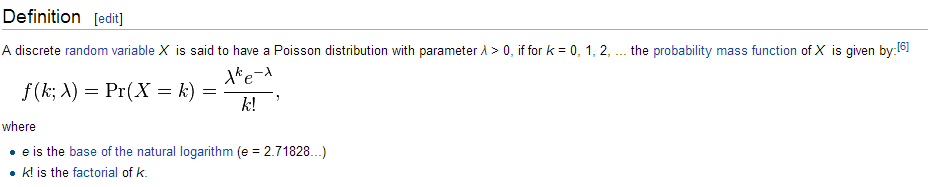 Definition [edit]
A discrete random variable X is said to have a Poisson distribution with parameter λ > 0, if for k = 0, 1, 2, ... the probability mass function of X is given by:[6]
f(k; λ) = Pr(X = k) = λ^k e^−λ / k!,
where
• e is the base of the natural logarithm (e = 2.71828...)
• k! is the factorial of k.